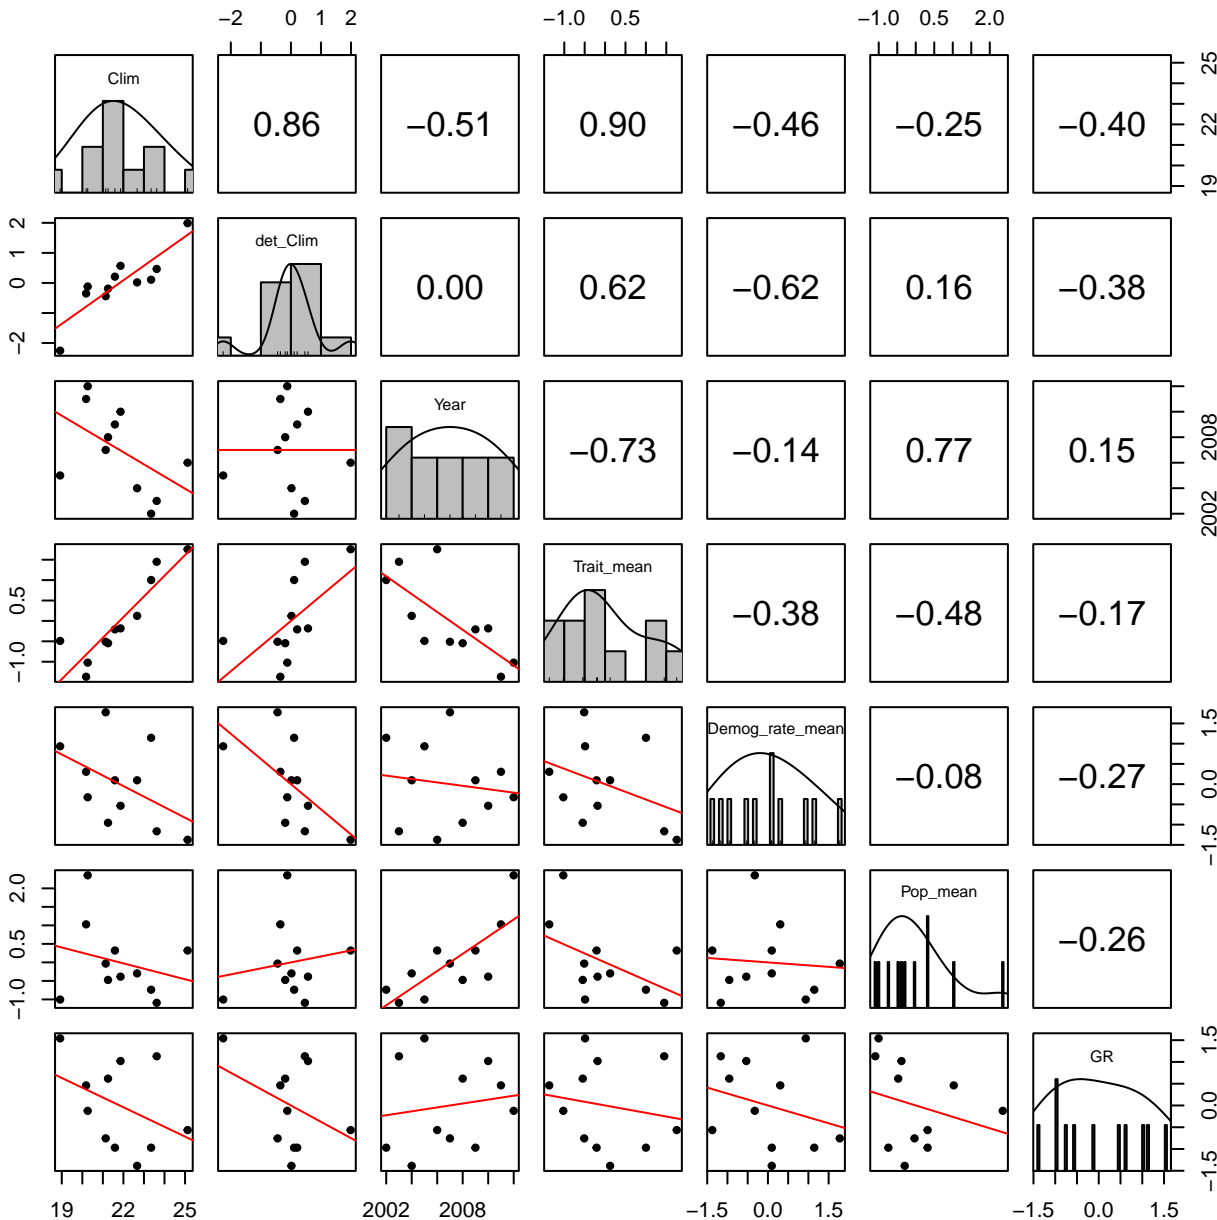 −2 0 1 2 −1.0 0.5 −1.0 0.5 2.0
Clim 0.86 −0.51 0.90 −0.46 −0.25 −0.40 19 22 25
−2 0 1 2 det_Clim 0.00 0.62 −0.62 0.16 −0.38
Year −0.73 −0.14 0.77 0.15 2002 2008
−1.0 0.5 Trait_mean −0.38 −0.48 −0.17
Demog_rate_mean −0.08 −0.27 −1.5 0.0 1.5
−1.0 0.5 2.0 Pop_mean −0.26
GR −1.5 0.0 1.5
19 22 25 2002 2008 −1.5 0.0 1.5 −1.5 0.0 1.5